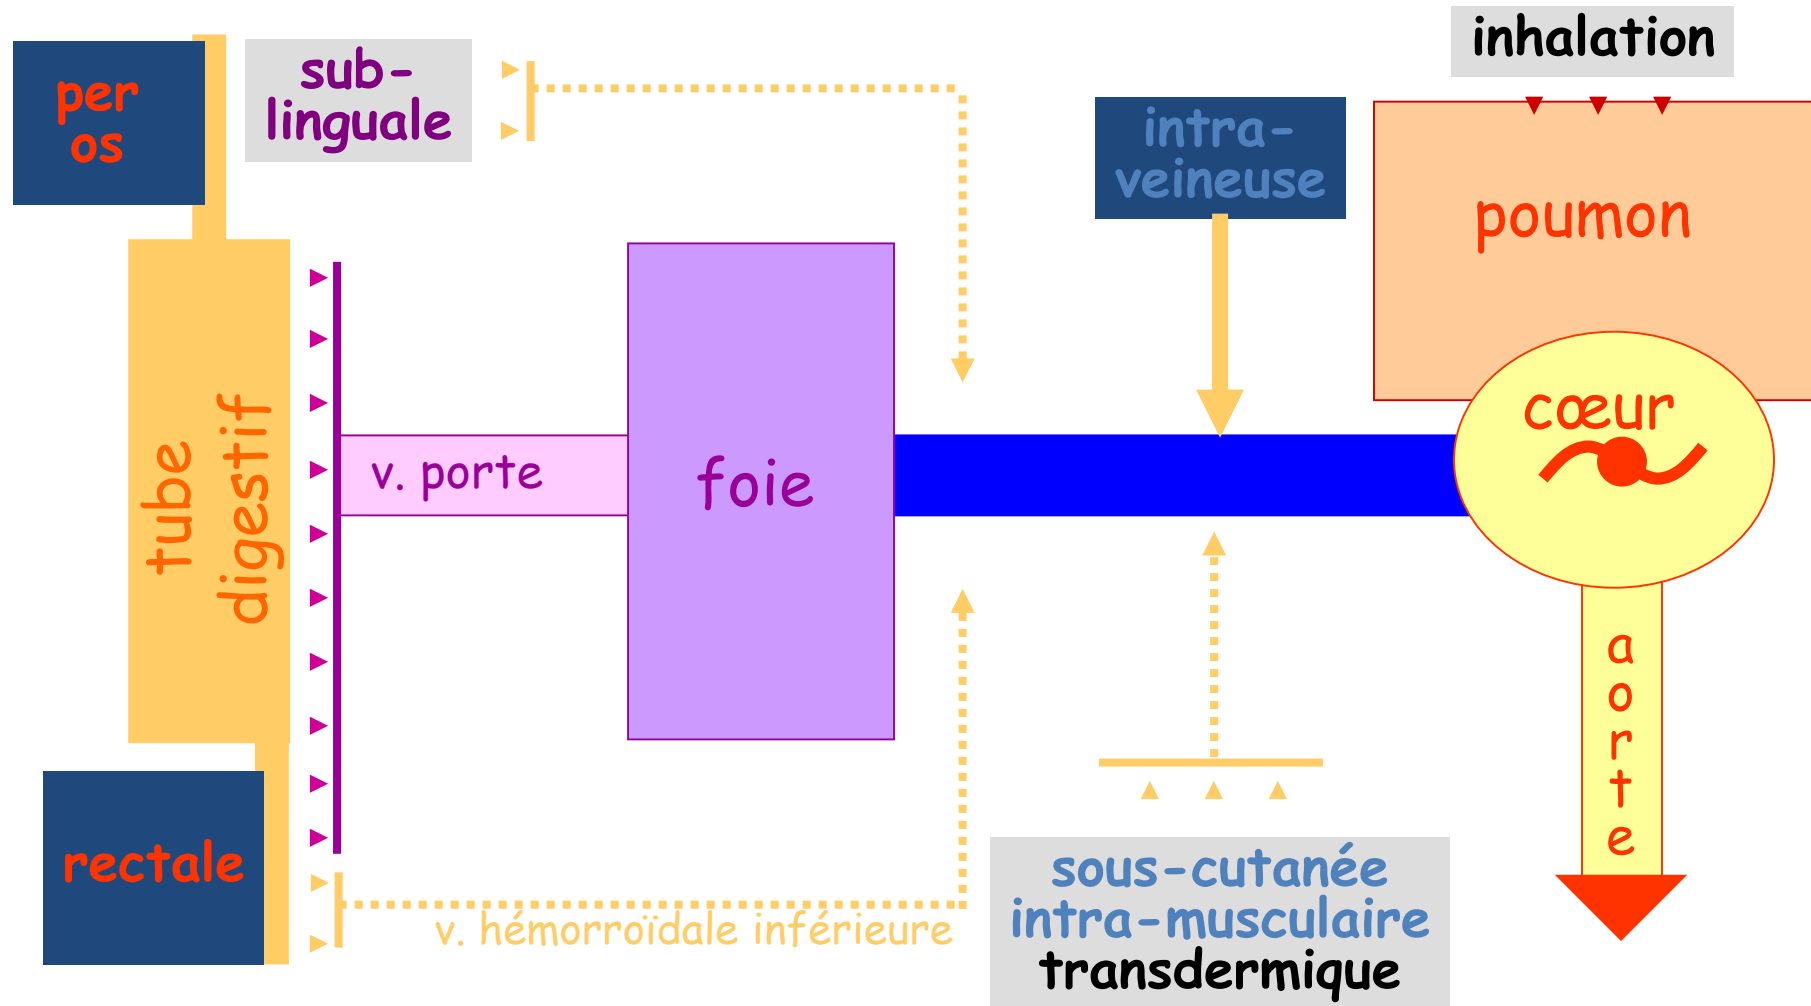 per
os
sub-
linguale
inhalation
intra-
veineuse
poumon
cœur
tube
digestif
v. porte
foie
aorte
rectale
v. hémorroïdale inférieure
sous-cutanée
intra-musculaire
transdermique